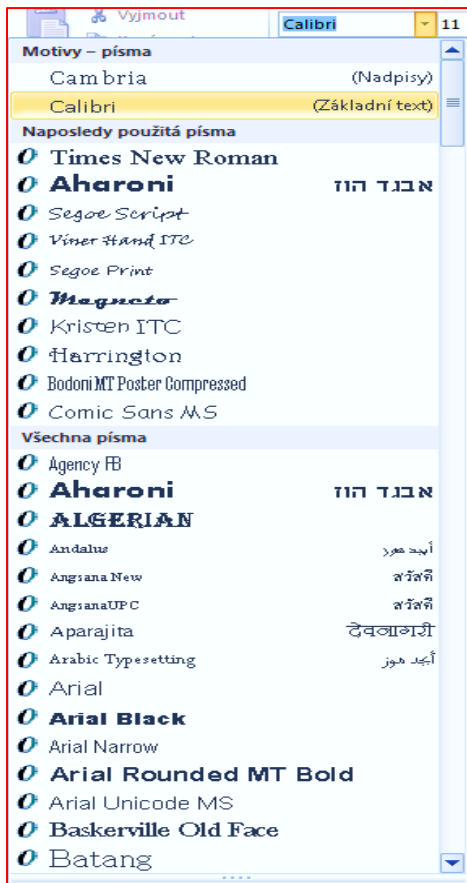 Vyjmout
Calibri 11
Motivy – písma
Cambria (Nadpisy)
Calibri (Základní text)
Naposledy použitá písma
Times New Roman
Aharoni אבגד הוז
Segoe Script
Viner Hand ITC
Segoe Print
Magneto
Kristen ITC
Harrington
Bodoni MT Poster Compressed
Comic Sans MS
Všechna písma
Agency FB
Aharoni אבגד הוז
ALGERIAN
Andalus أبجد هوز
Angsana New สวัสดี
AngsanaUPC สวัสดี
Aparajita देवनागरी
Arabic Typesetting أبجد هوز
Arial
Arial Black
Arial Narrow
Arial Rounded MT Bold
Arial Unicode MS
Baskerville Old Face
Batang